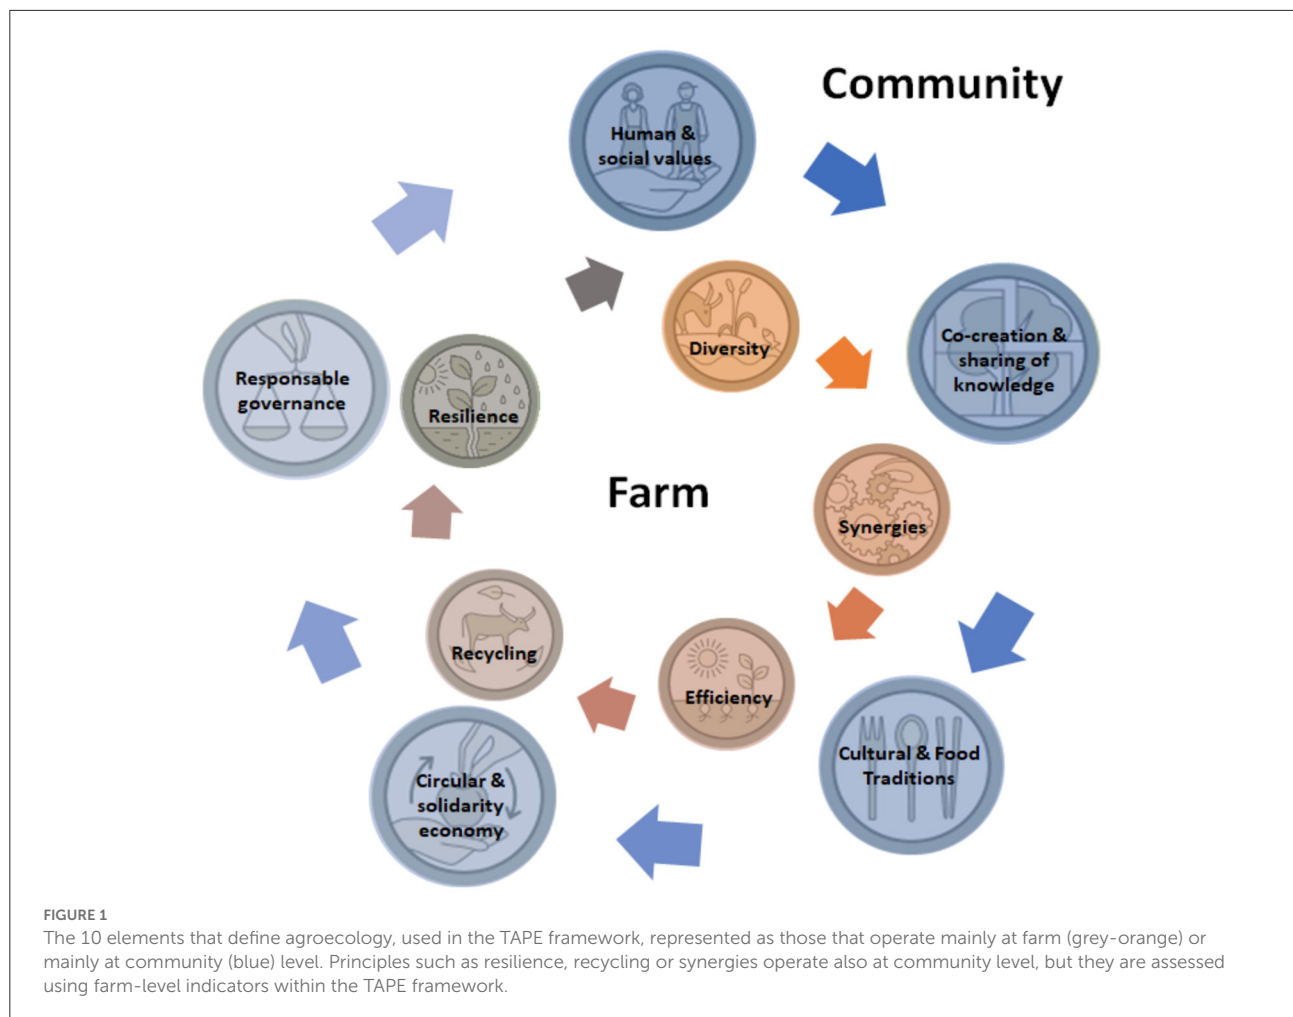 Community
Human &
social values
Diversity
Co-creation &
sharing of
knowledge
Responsable
governance
Resilience
Farm
Synergies
Recycling
Efficiency
Cultural & Food
Traditions
Circular &
solidarity
economy
FIGURE 1
The 10 elements that define agroecology, used in the TAPE framework, represented as those that operate mainly at farm (grey-orange) or
mainly at community (blue) level. Principles such as resilience, recycling or synergies operate also at community level, but they are assessed
using farm-level indicators within the TAPE framework.